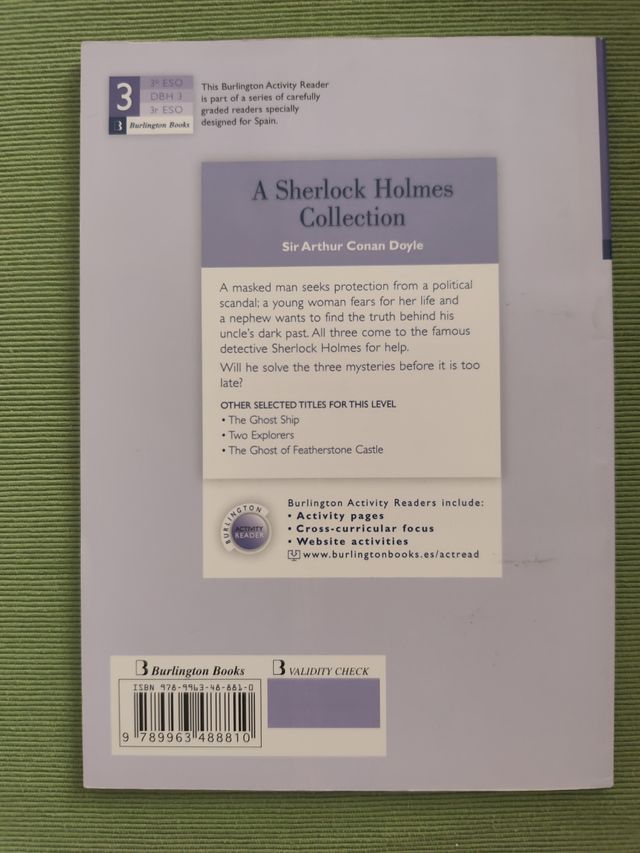 3
3º ESO
DBH 3
3r ESO
B Burlington Books
This Burlington Activity Reader
is part of a series of carefully
graded readers specially
designed for Spain.
A Sherlock Holmes
Collection
Sir Arthur Conan Doyle
A masked man seeks protection from a political
scandal; a young woman fears for her life and
a nephew wants to find the truth behind his
uncle's dark past. All three come to the famous
detective Sherlock Holmes for help.
Will he solve the three mysteries before it is too
late?
OTHER SELECTED TITLES FOR THIS LEVEL
• The Ghost Ship
• Two Explorers
• The Ghost of Featherstone Castle
BURLINGTON
ACTIVITY
READER
Burlington Activity Readers include:
• Activity pages
• Cross-curricular focus
• Website activities
www.burlingtonbooks.es/actread
B Burlington Books
B VALIDITY CHECK
ISBN 978-9963-48-881-0
9 789963 488810